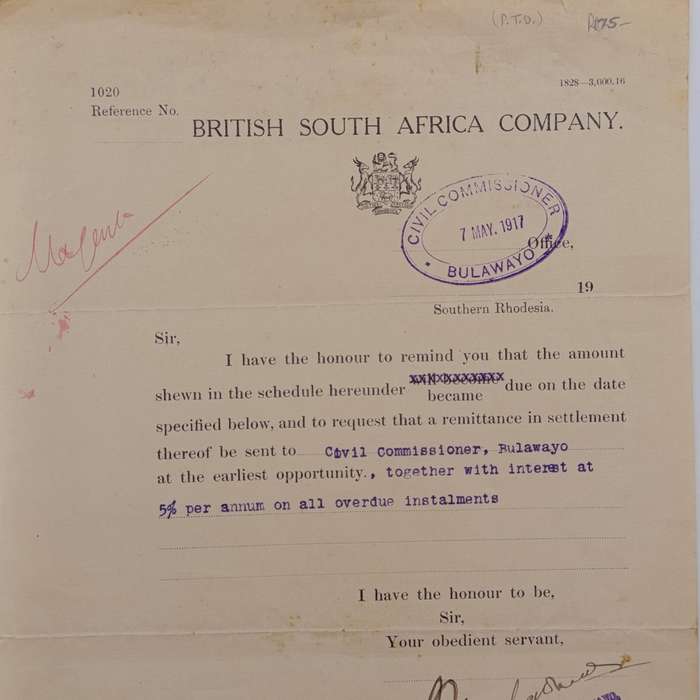 (P.T.O.)
1020
1828—3,000.16
Reference No.
BRITISH SOUTH AFRICA COMPANY.
CIVIL COMMISSIONER
7 MAY. 1917
BULAWAYO
Office,
19
Southern Rhodesia.
Sir,
I have the honour to remind you that the amount
shewn in the schedule hereunder will become due on the date
became
specified below, and to request that a remittance in settlement
thereof be sent to Civil Commissioner, Bulawayo
at the earliest opportunity., together with interest at
5% per annum on all overdue instalments
I have the honour to be,
Sir,
Your obedient servant,